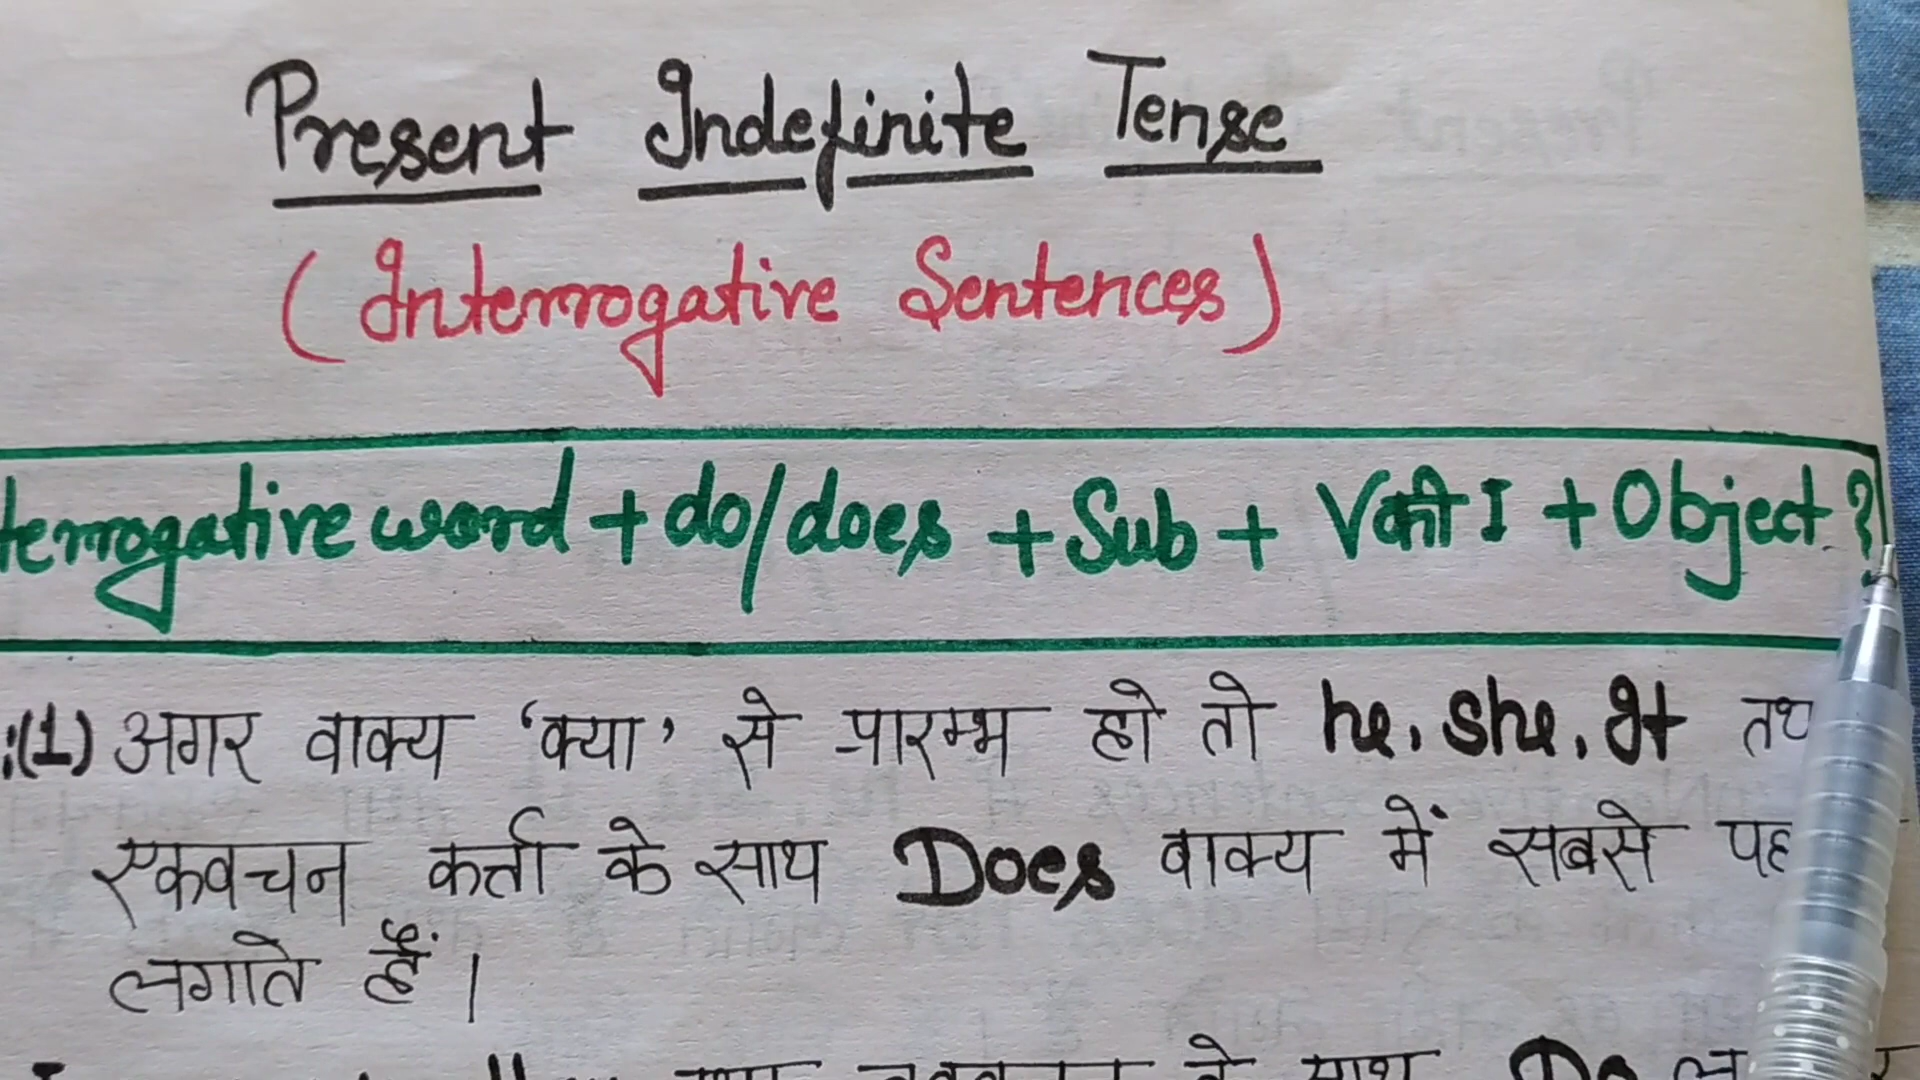 Present Indefinite Tense
(Interrogative Sentences)
terrogative word + do/does + Sub + V की I + Object ?
:(1) अगर वाक्य ‘क्या’ से प्रारम्भ हो तो he, she, It
एकवचन कर्त्ता के साथ Does वाक्य में सबसे
लगाते हैं।
के साथ Do